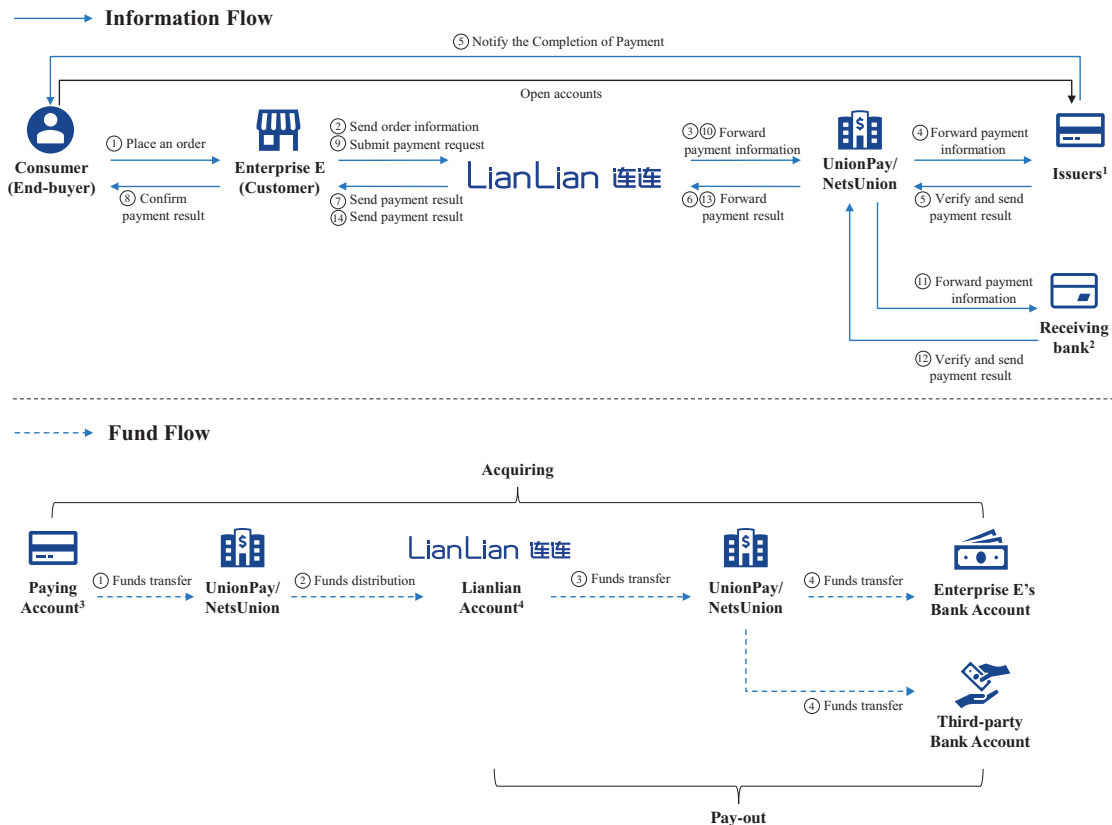 Information Flow
⑤ Notify the Completion of Payment
Open accounts
① Place an order
② Send order information
⑨ Submit payment request
③⑩ Forward
payment information
④ Forward payment
information
Consumer
(End-buyer)
Enterprise E
(Customer)
LianLian 连连
UnionPay/
NetsUnion
Issuers¹
⑧ Confirm
payment result
⑦ Send payment result
⑭ Send payment result
⑥⑬ Forward
payment result
⑤ Verify and send
payment result
⑪ Forward payment
information
Receiving
bank²
⑫ Verify and send
payment result
Fund Flow
Acquiring
LianLian 连连
Paying
Account³
① Funds transfer
UnionPay/
NetsUnion
② Funds distribution
Lianlian
Account⁴
③ Funds transfer
UnionPay/
NetsUnion
④ Funds transfer
Enterprise E’s
Bank Account
④ Funds transfer
Third-party
Bank Account
Pay-out